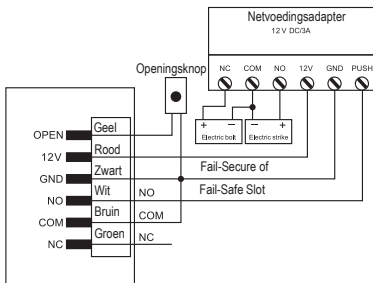 Netvoedingsadapter
12 V DC/3A
NC COM NO 12V GND PUSH
Openingsknop
+ − − +
Electric bolt Electric strike
OPEN Geel
12V Rood
GND Zwart
Fail-Secure of
NO Wit NO
Fail-Safe Slot
COM Bruin COM
NC Groen NC